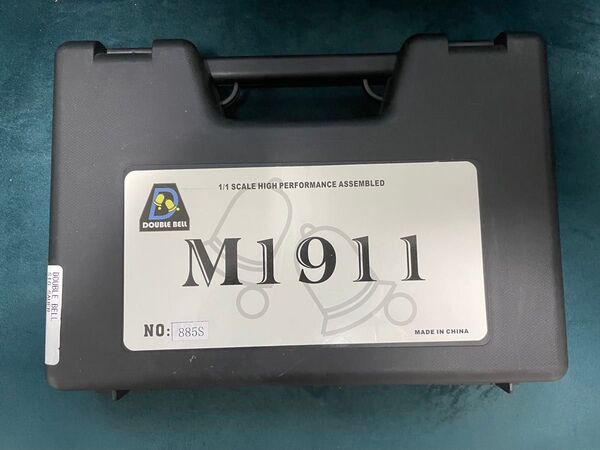 1/1 SCALE HIGH PERFORMANCE ASSEMBLED
D
DOUBLE BELL
M1911
NO: 885S
MADE IN CHINA
DOUBLE BELL